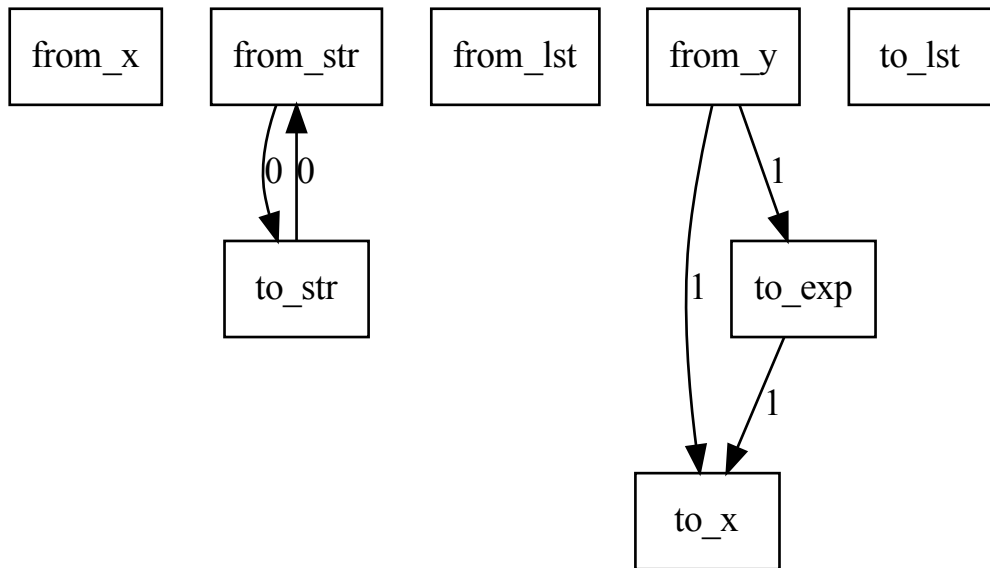 from_x
from_str
from_lst
from_y
to_lst
0
0
1
to_str
1
to_exp
1
to_x